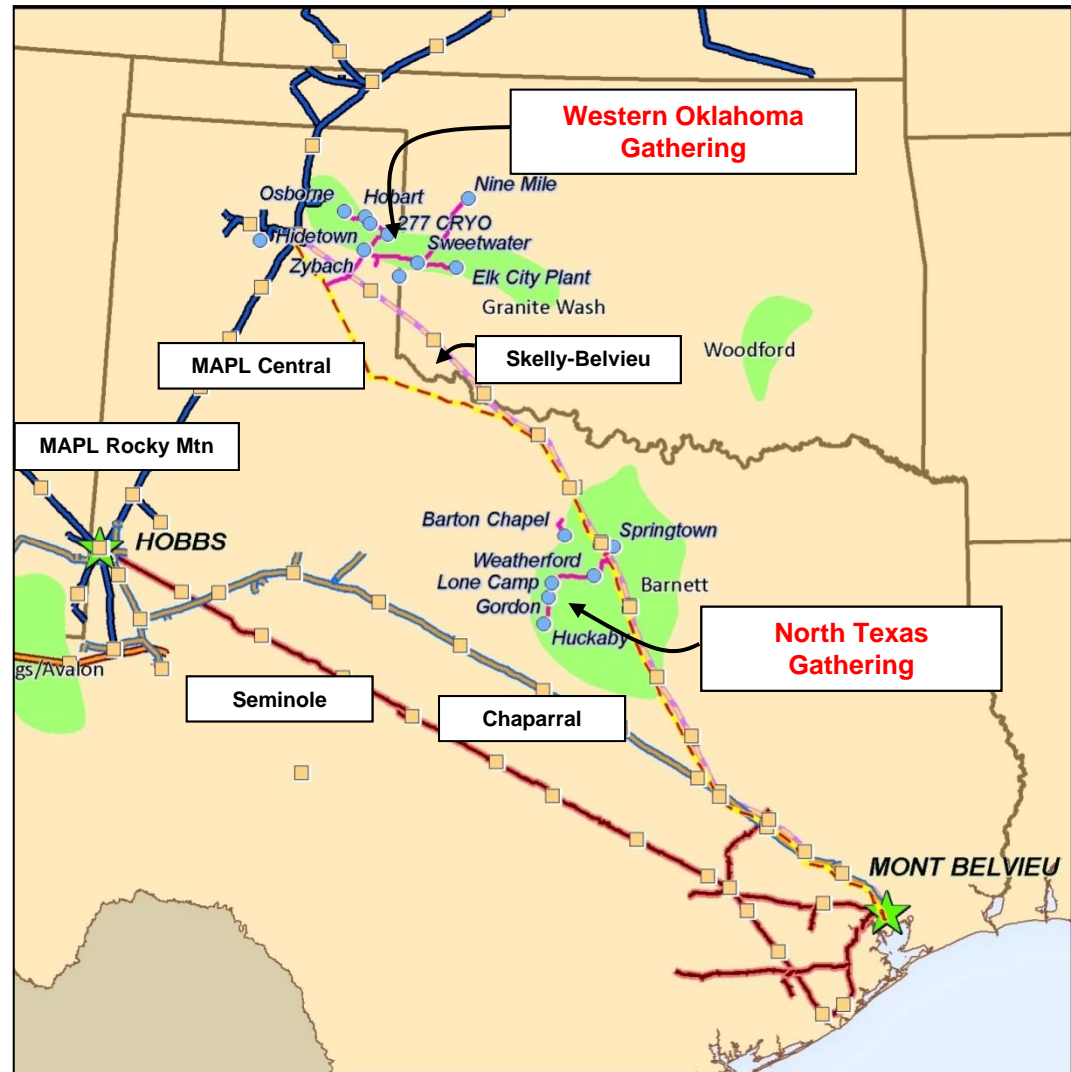 Western Oklahoma
Gathering
Nine Mile
Osborne
Hobart
277 CRYO
Hidetown
Sweetwater
Zybach
Elk City Plant
Granite Wash
MAPL Central
Skelly-Belvieu
Woodford
MAPL Rocky Mtn
Barton Chapel
Springtown
HOBBS
Weatherford
Lone Camp
Barnett
Gordon
Huckaby
North Texas
Gathering
gs/Avalon
Seminole
Chaparral
MONT BELVIEU